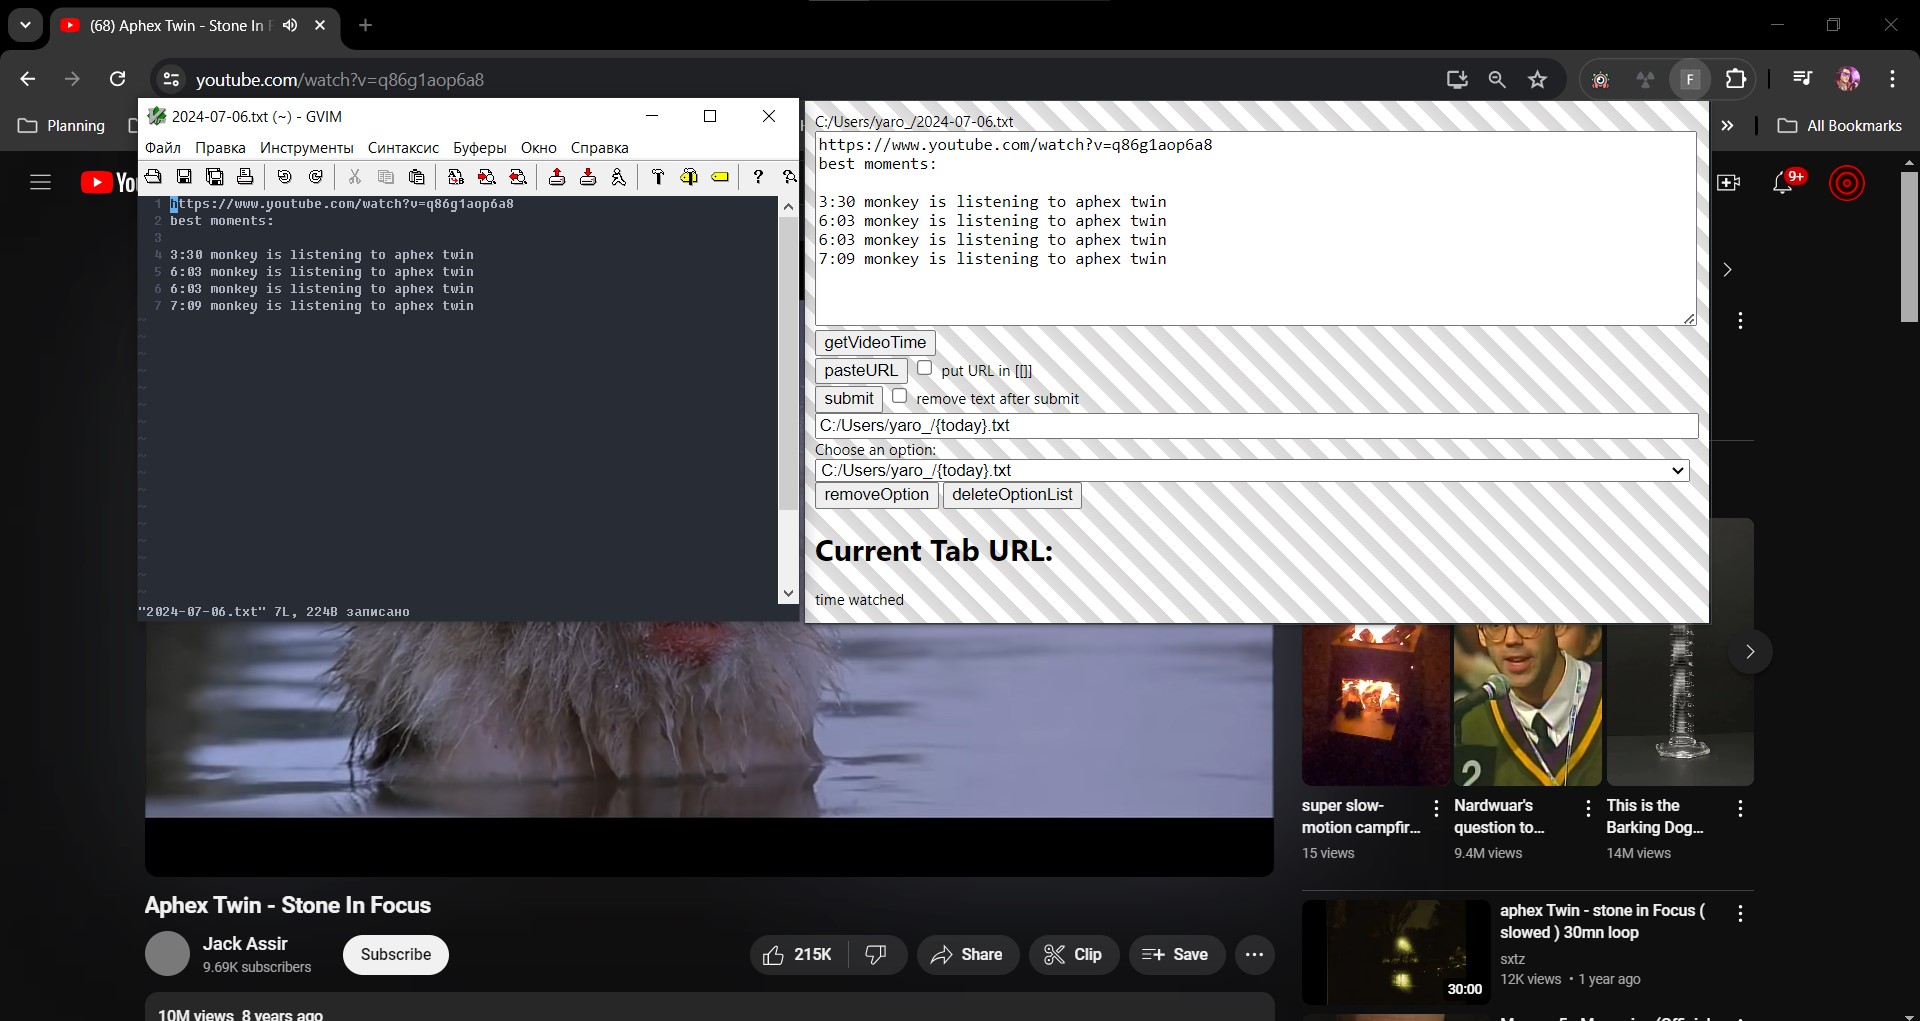 (68) Aphex Twin - Stone In
youtube.com/watch?v=q86g1aop6a8
F
Planning
All Bookmarks
2024-07-06.txt (~) - GVIM
Файл Правка Инструменты Синтаксис Буферы Окно Справка
1 https://www.youtube.com/watch?v=q86g1aop6a8
2 best moments:
3
4 3:30 monkey is listening to aphex twin
5 6:03 monkey is listening to aphex twin
6 6:03 monkey is listening to aphex twin
7 7:09 monkey is listening to aphex twin
"2024-07-06.txt" 7L, 224B записано
C:/Users/yaro_/2024-07-06.txt
https://www.youtube.com/watch?v=q86g1aop6a8
best moments:
3:30 monkey is listening to aphex twin
6:03 monkey is listening to aphex twin
6:03 monkey is listening to aphex twin
7:09 monkey is listening to aphex twin
getVideoTime
pasteURL put URL in [[]]
submit remove text after submit
C:/Users/yaro_/{today}.txt
Choose an option:
C:/Users/yaro_/{today}.txt
removeOption deleteOptionList
Current Tab URL:
time watched
You
9+
2
super slow-
motion campfir...
15 views
Nardwuar's
question to...
9.4M views
This is the
Barking Dog...
14M views
Aphex Twin - Stone In Focus
Jack Assir
9.69K subscribers
Subscribe
215K
Share
Clip
Save
10M views 8 years ago
aphex Twin - stone in Focus (
slowed ) 30mn loop
sxtz
12K views • 1 year ago
30:00